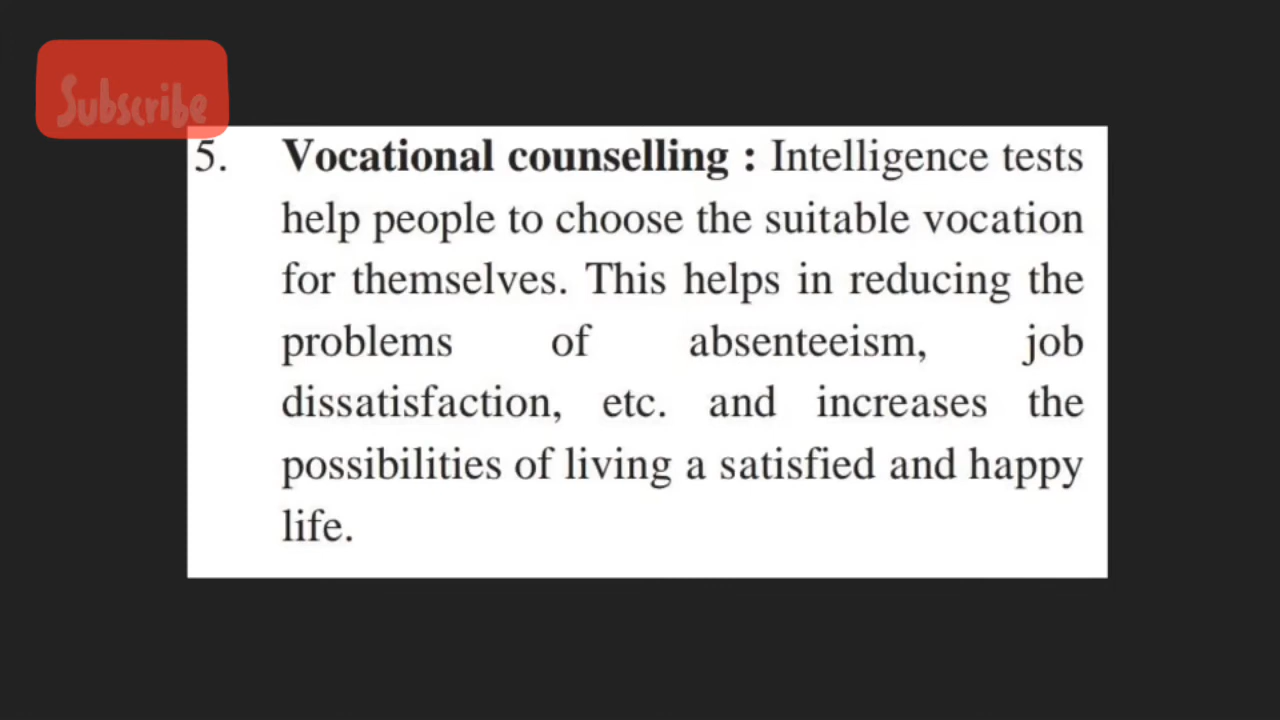 Subscribe
5. Vocational counselling : Intelligence tests
help people to choose the suitable vocation
for themselves. This helps in reducing the
problems of absenteeism, job
dissatisfaction, etc. and increases the
possibilities of living a satisfied and happy
life.